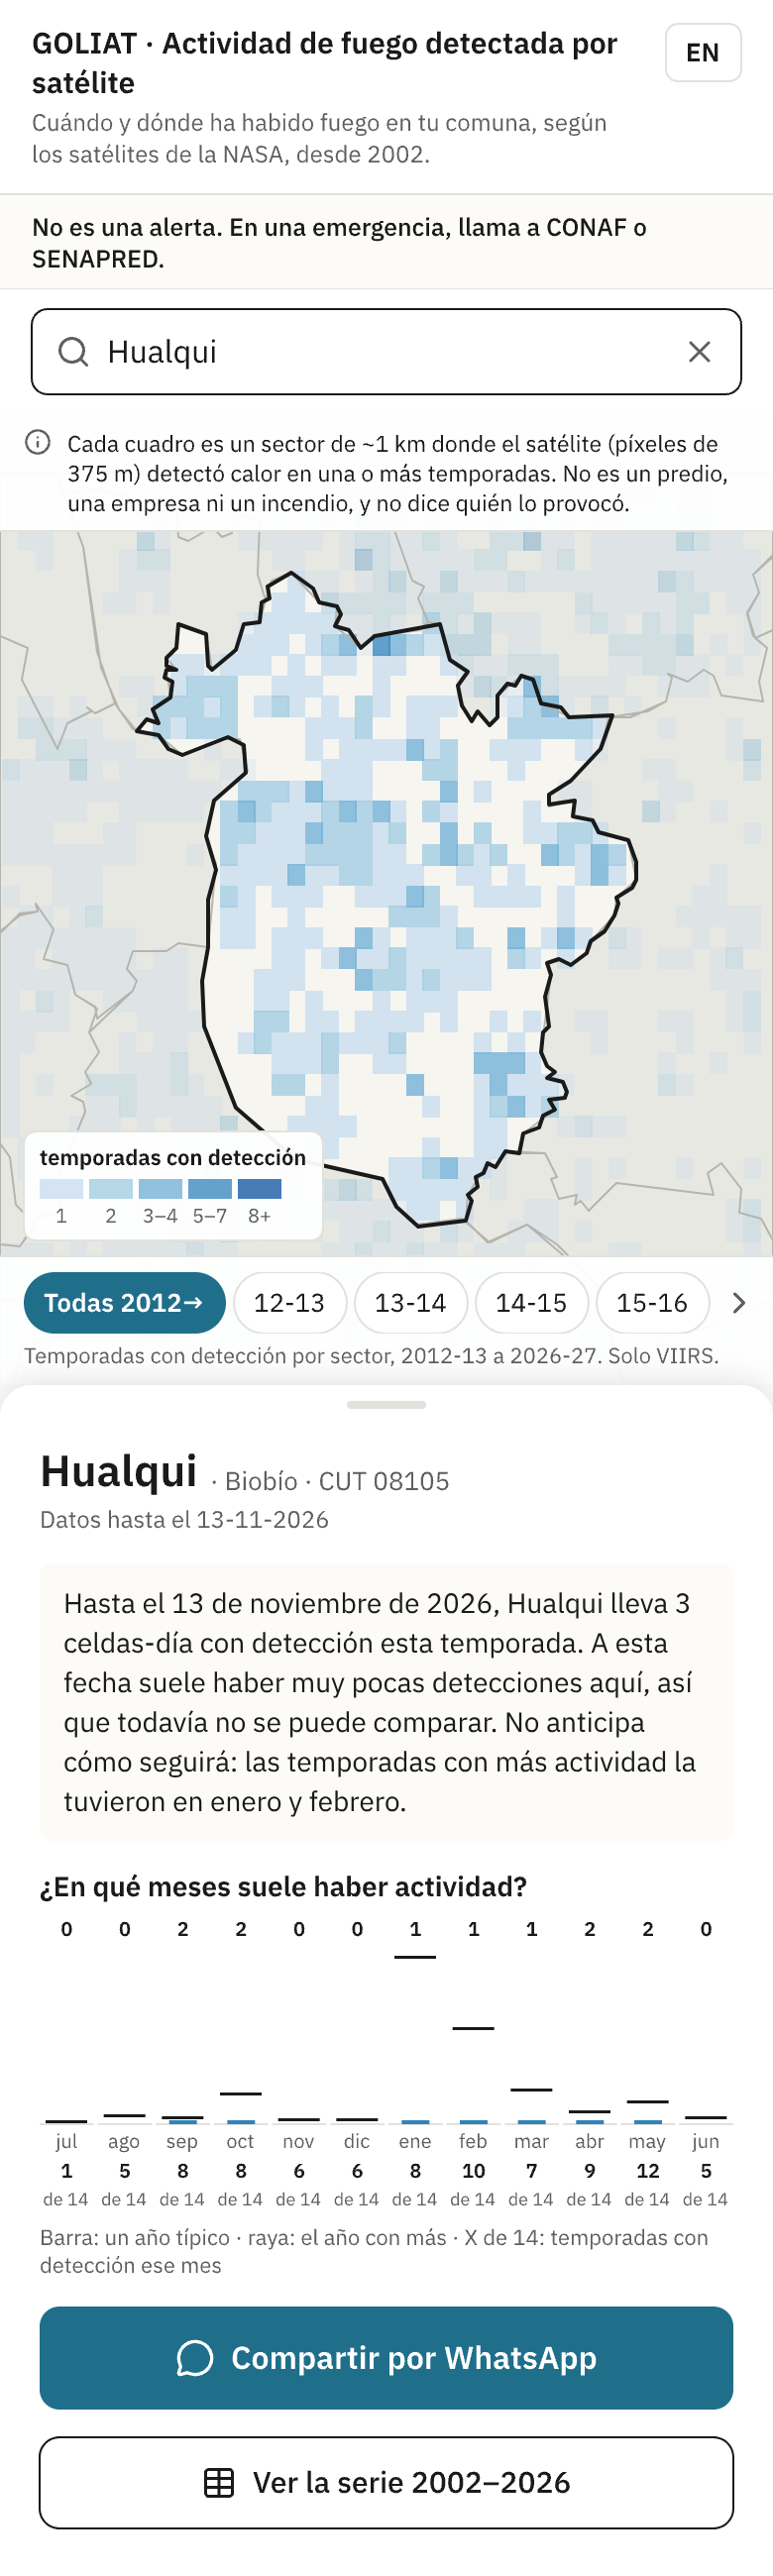 GOLIAT · Actividad de fuego detectada por
satélite
EN
Cuándo y dónde ha habido fuego en tu comuna, según
los satélites de la NASA, desde 2002.
No es una alerta. En una emergencia, llama a CONAF o
SENAPRED.
Hualqui
Cada cuadro es un sector de ~1 km donde el satélite (píxeles de
375 m) detectó calor en una o más temporadas. No es un predio,
una empresa ni un incendio, y no dice quién lo provocó.
temporadas con detección
1 2 3–4 5–7 8+
Todas 2012→ 12-13 13-14 14-15 15-16
Temporadas con detección por sector, 2012-13 a 2026-27. Solo VIIRS.
Hualqui · Biobío · CUT 08105
Datos hasta el 13-11-2026
Hasta el 13 de noviembre de 2026, Hualqui lleva 3
celdas-día con detección esta temporada. A esta
fecha suele haber muy pocas detecciones aquí, así
que todavía no se puede comparar. No anticipa
cómo seguirá: las temporadas con más actividad la
tuvieron en enero y febrero.
¿En qué meses suele haber actividad?
0 0 2 2 0 0 1 1 1 2 2 0
jul ago sep oct nov dic ene feb mar abr may jun
1 5 8 8 6 6 8 10 7 9 12 5
de 14 de 14 de 14 de 14 de 14 de 14 de 14 de 14 de 14 de 14 de 14 de 14
Barra: un año típico · raya: el año con más · X de 14: temporadas con
detección ese mes
Compartir por WhatsApp
Ver la serie 2002–2026